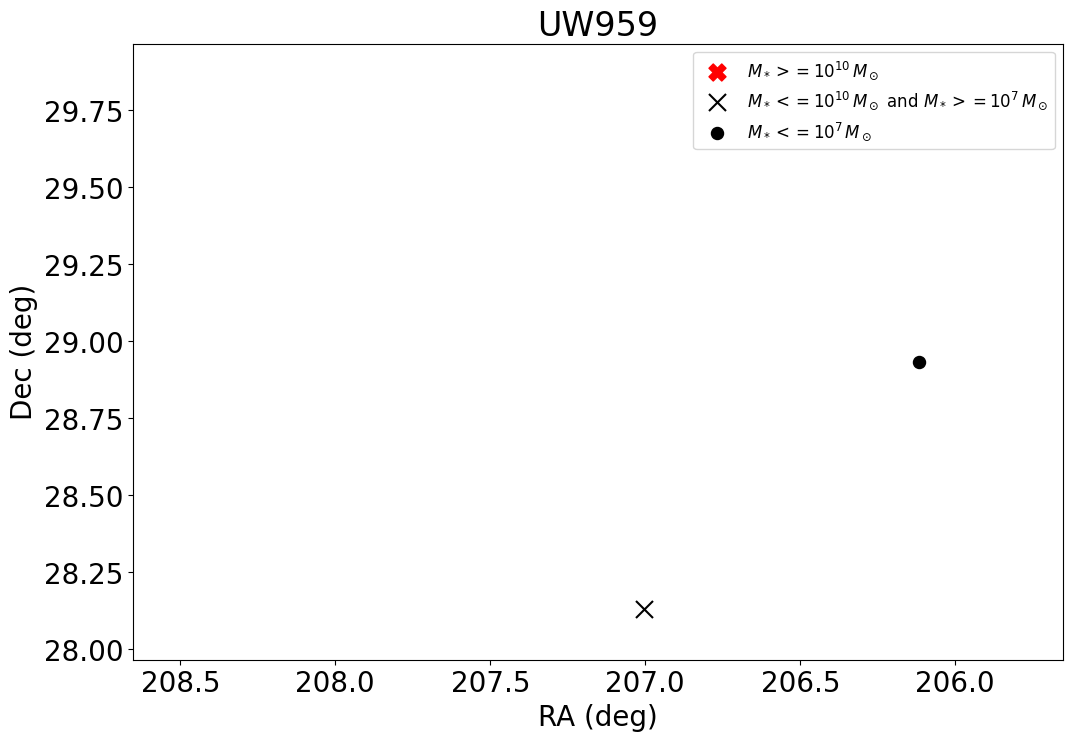 UW959
M* >= 10^10 M⊙
M* <= 10^10 M⊙ and M* >= 10^7 M⊙
M* <= 10^7 M⊙
29.75
29.50
29.25
29.00
28.75
28.50
28.25
28.00
Dec (deg)
208.5 208.0 207.5 207.0 206.5 206.0
RA (deg)